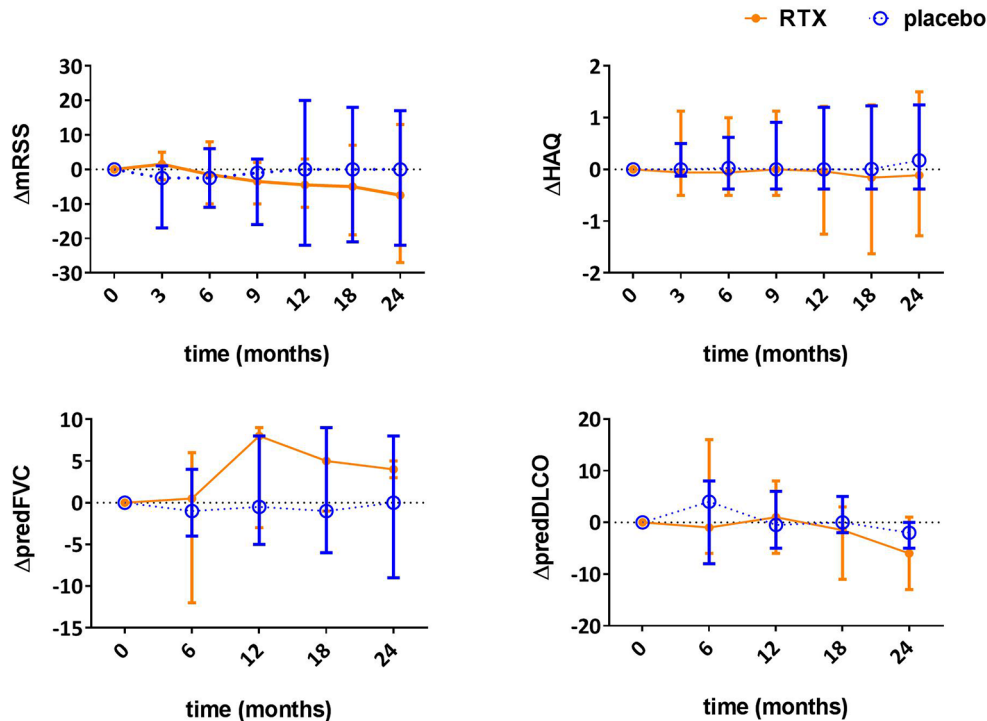 RTX placebo
30
20
10
0
-10
-20
-30
ΔmRSS
0 3 6 9 12 18 24
time (months)
2
1
0
-1
-2
ΔHAQ
0 3 6 9 12 18 24
time (months)
10
5
0
-5
-10
-15
ΔpredFVC
0 6 12 18 24
time (months)
20
10
0
-10
-20
ΔpredDLCO
0 6 12 18 24
time (months)